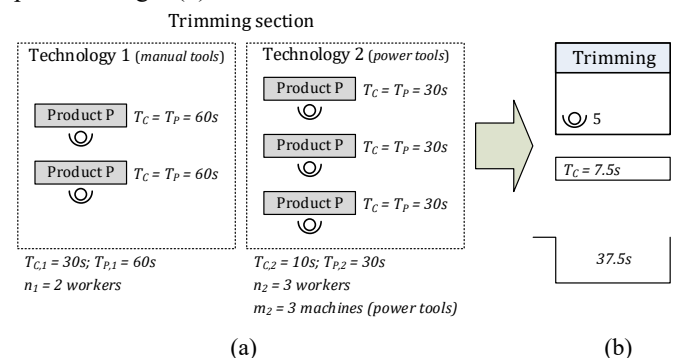 Trimming section
Technology 1 (manual tools)
Product P T_C = T_P = 60s
Product P T_C = T_P = 60s
T_C,1 = 30s; T_P,1 = 60s
n_1 = 2 workers
Technology 2 (power tools)
Product P T_C = T_P = 30s
Product P T_C = T_P = 30s
Product P T_C = T_P = 30s
T_C,2 = 10s; T_P,2 = 30s
n_2 = 3 workers
m_2 = 3 machines (power tools)
(a)
Trimming
5
T_C = 7.5s
37.5s
(b)